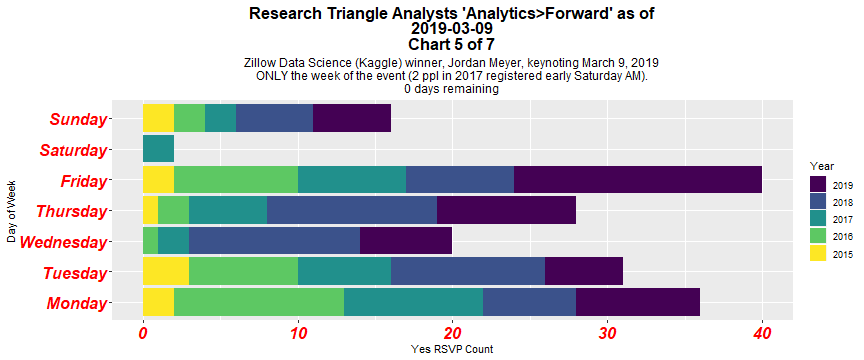 Research Triangle Analysts 'Analytics>Forward' as of
2019-03-09
Chart 5 of 7
Zillow Data Science (Kaggle) winner, Jordan Meyer, keynoting March 9, 2019
ONLY the week of the event (2 ppl in 2017 registered early Saturday AM).
0 days remaining
Day of Week
Sunday
Saturday
Friday
Thursday
Wednesday
Tuesday
Monday
0 10 20 30 40
Yes RSVP Count
Year
2019
2018
2017
2016
2015